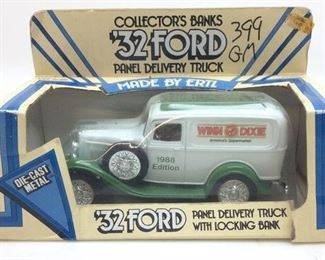 COLLECTOR'S BANKS
'32 FORD
PANEL DELIVERY TRUCK
399
GM
MADE BY ERTL
WINN DIXIE
America's Supermarket
1988
Edition
DIE-CAST
METAL
'32 FORD
PANEL DELIVERY TRUCK
WITH LOCKING BANK